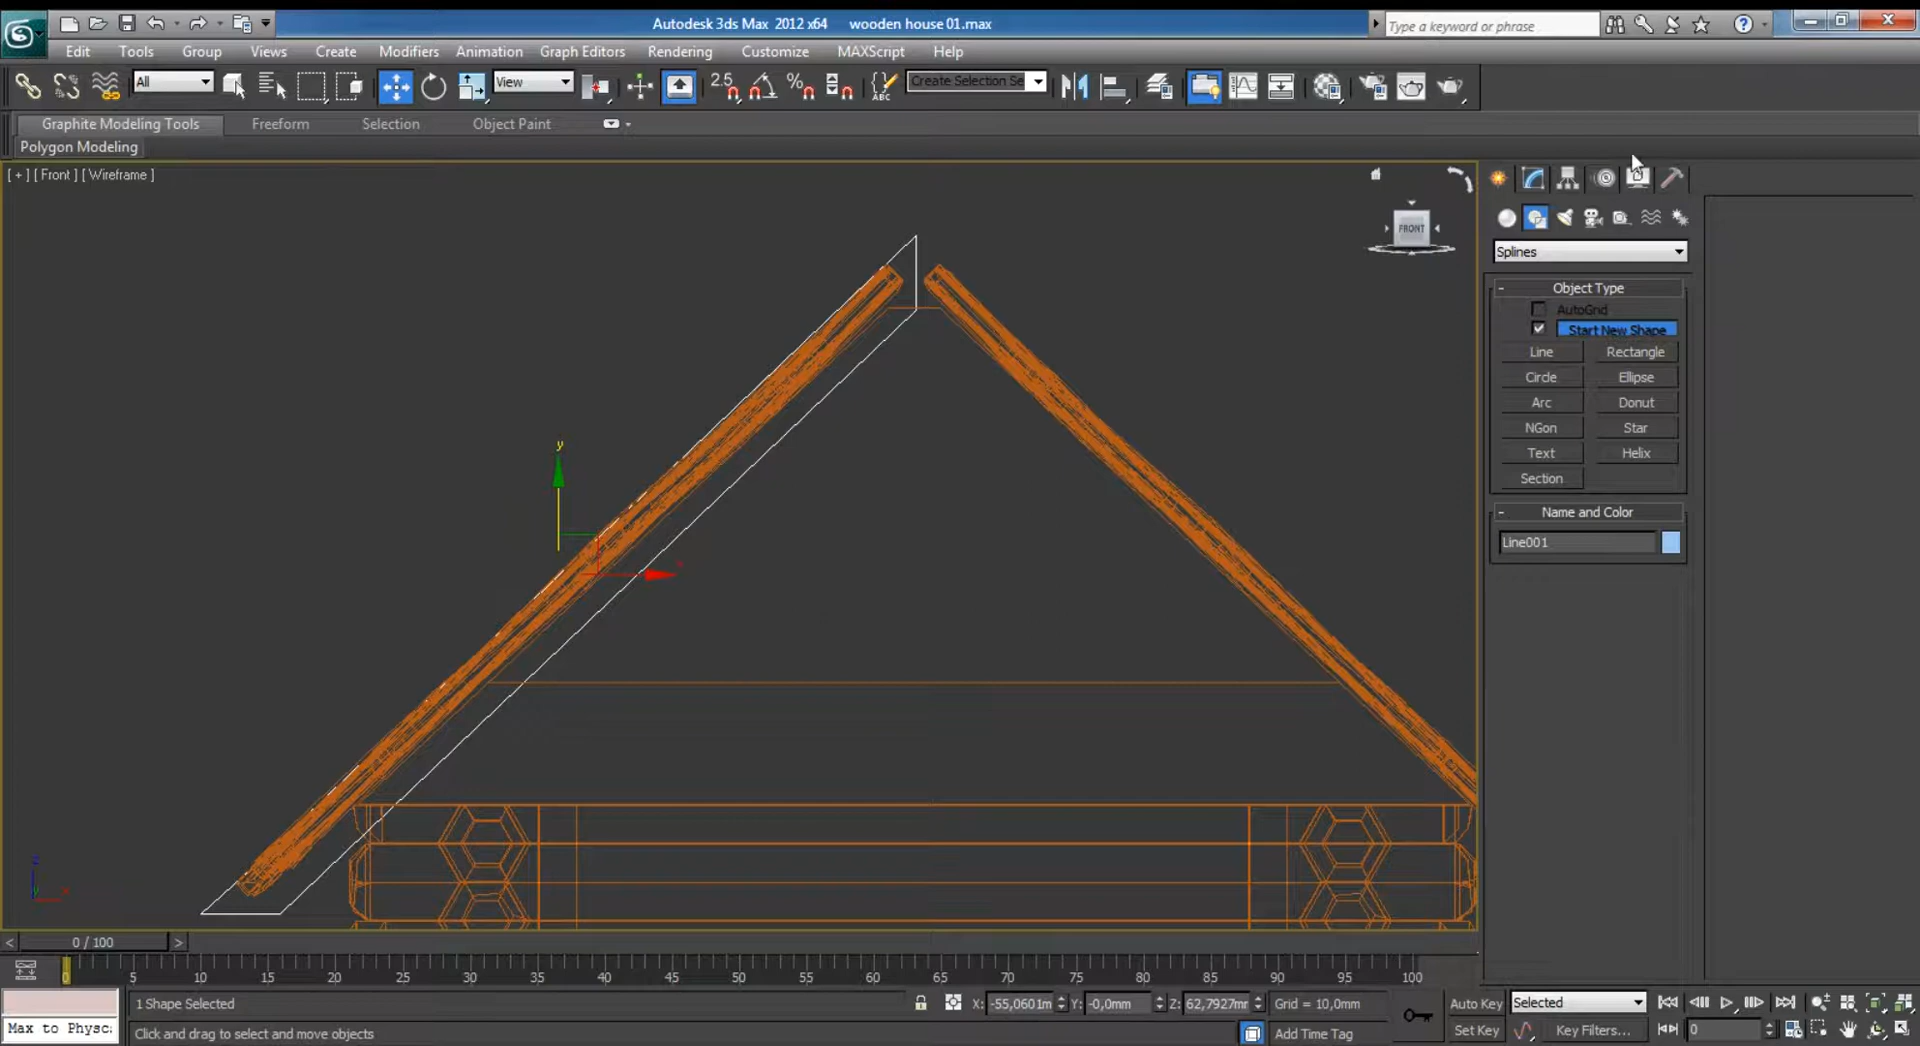 Autodesk 3ds Max 2012 x64 wooden house 01.max
Type a keyword or phrase
Edit Tools Group Views Create Modifiers Animation Graph Editors Rendering Customize MAXScript Help
All View 2.5 % ABC Create Selection Se
Graphite Modeling Tools Freeform Selection Object Paint
Polygon Modeling
[ + ] [ Front ] [ Wireframe ]
FRONT
Splines
- Object Type
AutoGrid
Start New Shape
Line Rectangle
Circle Ellipse
Arc Donut
NGon Star
Text Helix
Section
- Name and Color
Line001
y
x
z
y x
< 0 / 100 >
0 5 10 15 20 25 30 35 40 45 50 55 60 65 70 75 80 85 90 95 100
1 Shape Selected X: -55,0601m Y: -0,0mm Z: 62,7927mr Grid = 10,0mm Auto Key Selected
Max to Physc: Click and drag to select and move objects Add Time Tag Set Key Key Filters... 0